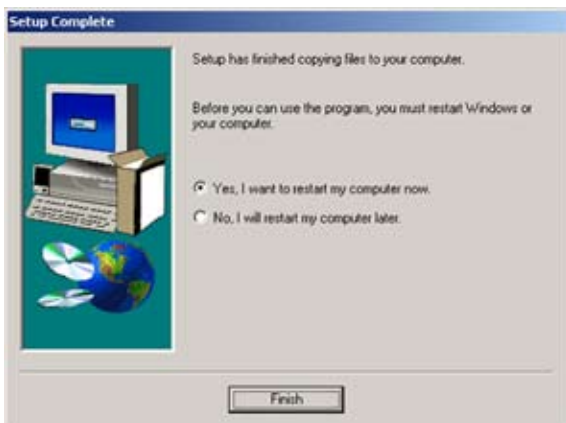 Setup Complete
Setup has finished copying files to your computer.
Before you can use the program, you must restart Windows or
your computer.
Yes, I want to restart my computer now.
No, I will restart my computer later.
Finish